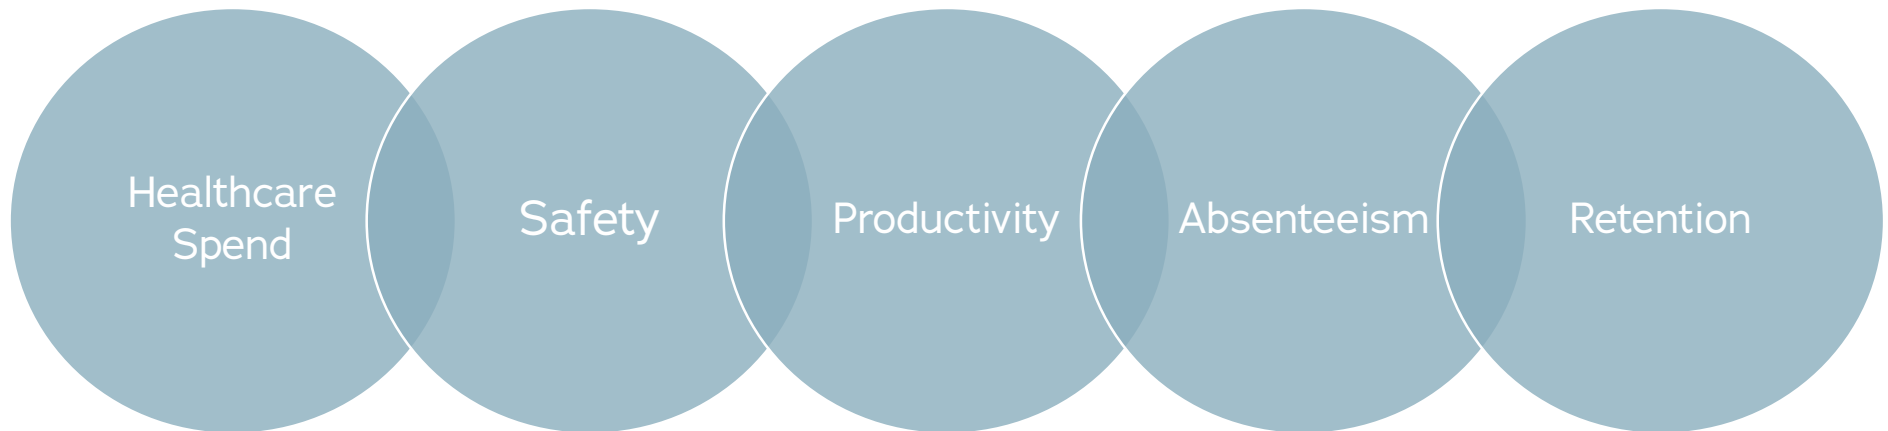 Healthcare
Spend
Safety
Productivity
Absenteeism
Retention